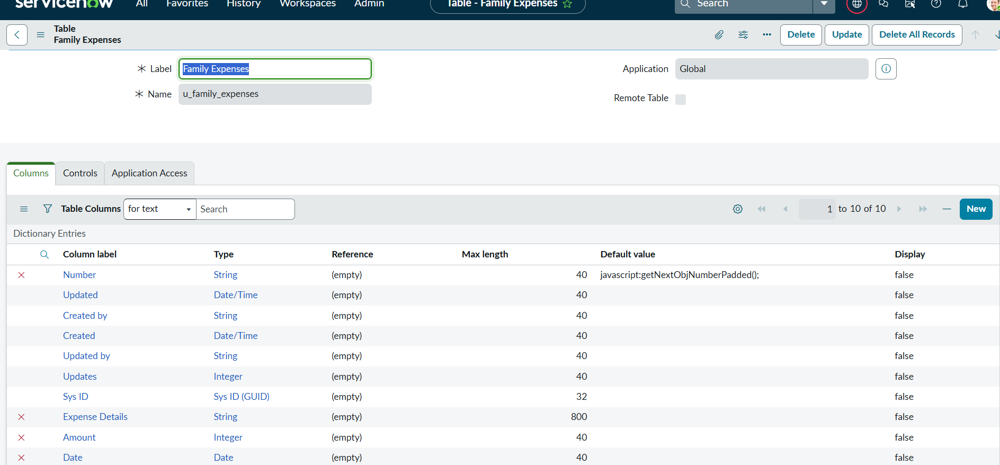 servicenow All Favorites History Workspaces Admin Table - Family Expenses Search
Table
Family Expenses
Delete Update Delete All Records
Label Family Expenses Application Global
Name u_family_expenses
Remote Table
Columns Controls Application Access
Table Columns for text Search 1 to 10 of 10 New
Dictionary Entries
Column label Type Reference Max length Default value Display
Number String (empty) 40 javascript:getNextObjNumberPadded(); false
Updated Date/Time (empty) 40 false
Created by String (empty) 40 false
Created Date/Time (empty) 40 false
Updated by String (empty) 40 false
Updates Integer (empty) 40 false
Sys ID Sys ID (GUID) (empty) 32 false
Expense Details String (empty) 800 false
Amount Integer (empty) 40 false
Date Date (empty) 40 false